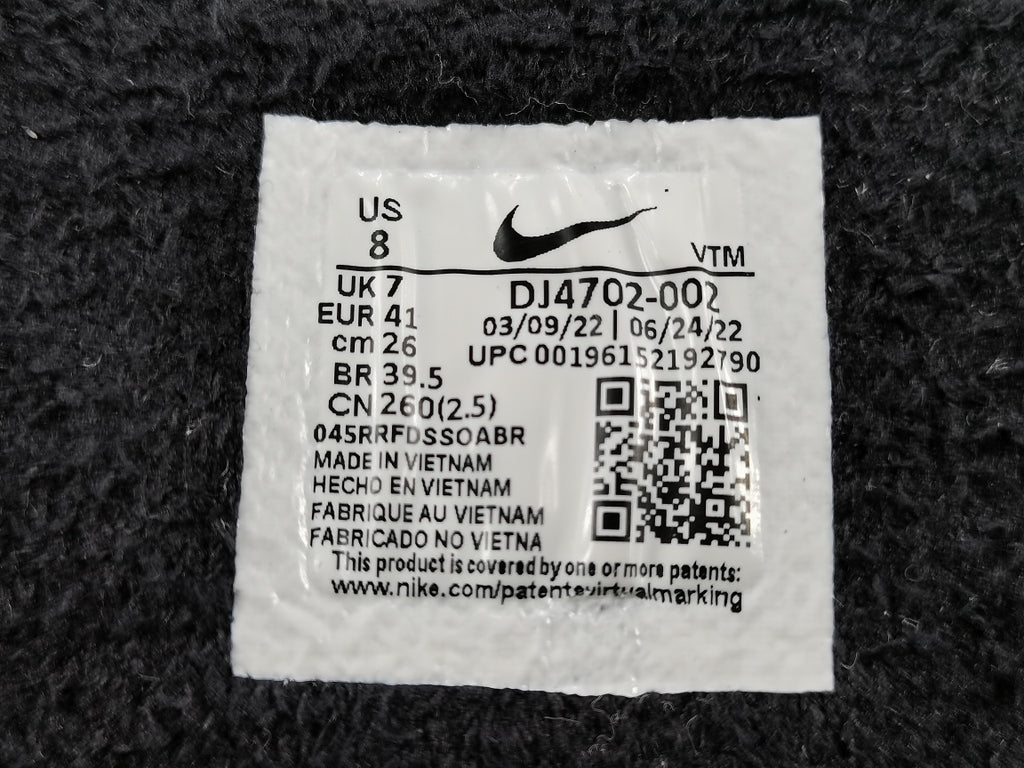 US
8
VTM
UK 7
EUR 41
cm 26
BR 39.5
CN 260(2.5)
DJ4702-002
03/09/22 | 06/24/22
UPC 00196152192790
045RRFDSSOABR
MADE IN VIETNAM
HECHO EN VIETNAM
FABRIQUE AU VIETNAM
FABRICADO NO VIETNA
This product is covered by one or more patents:
www.nike.com/patentsvirtualmarking